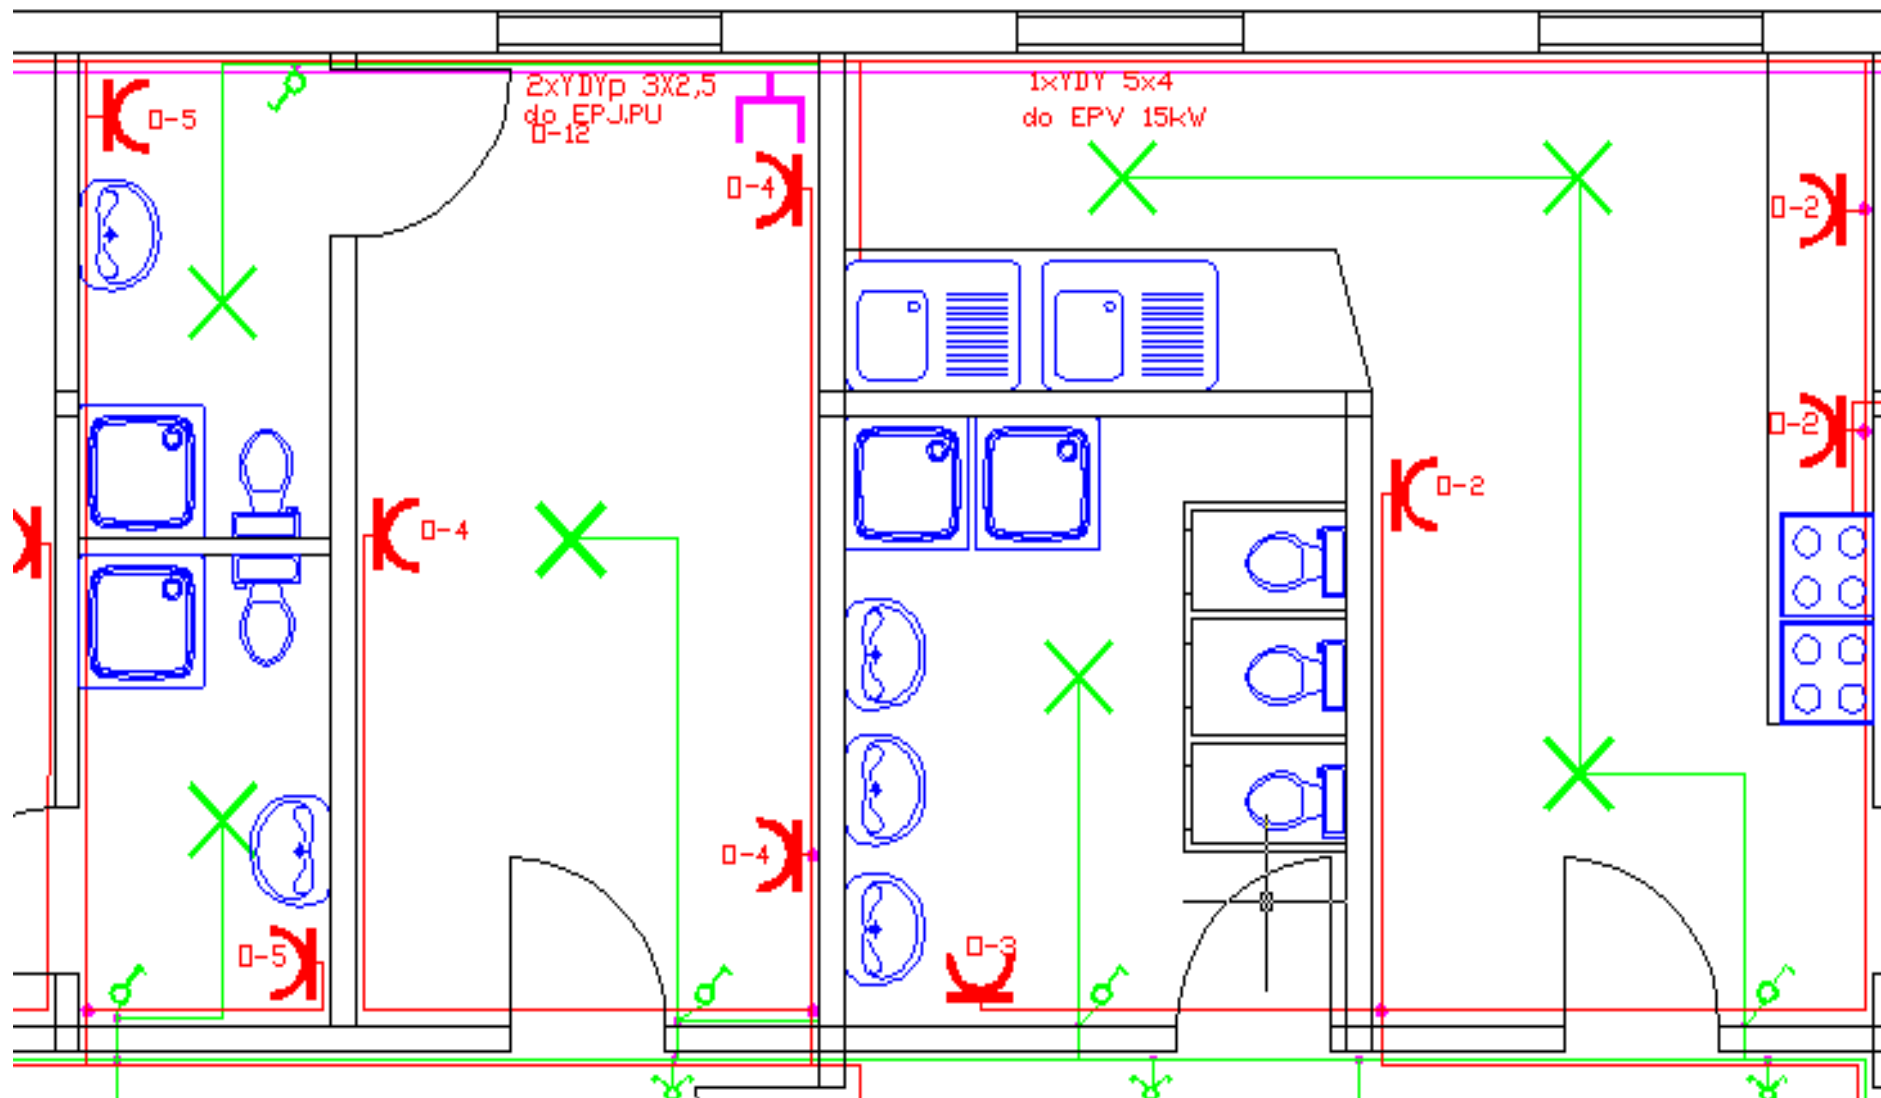 2xYDYp 3X2,5
do EPJ.PU
O-12
1xYDY 5x4
do EPV 15kW
O-5
O-4
O-2
O-2
O-2
O-4
O-4
O-3
O-5